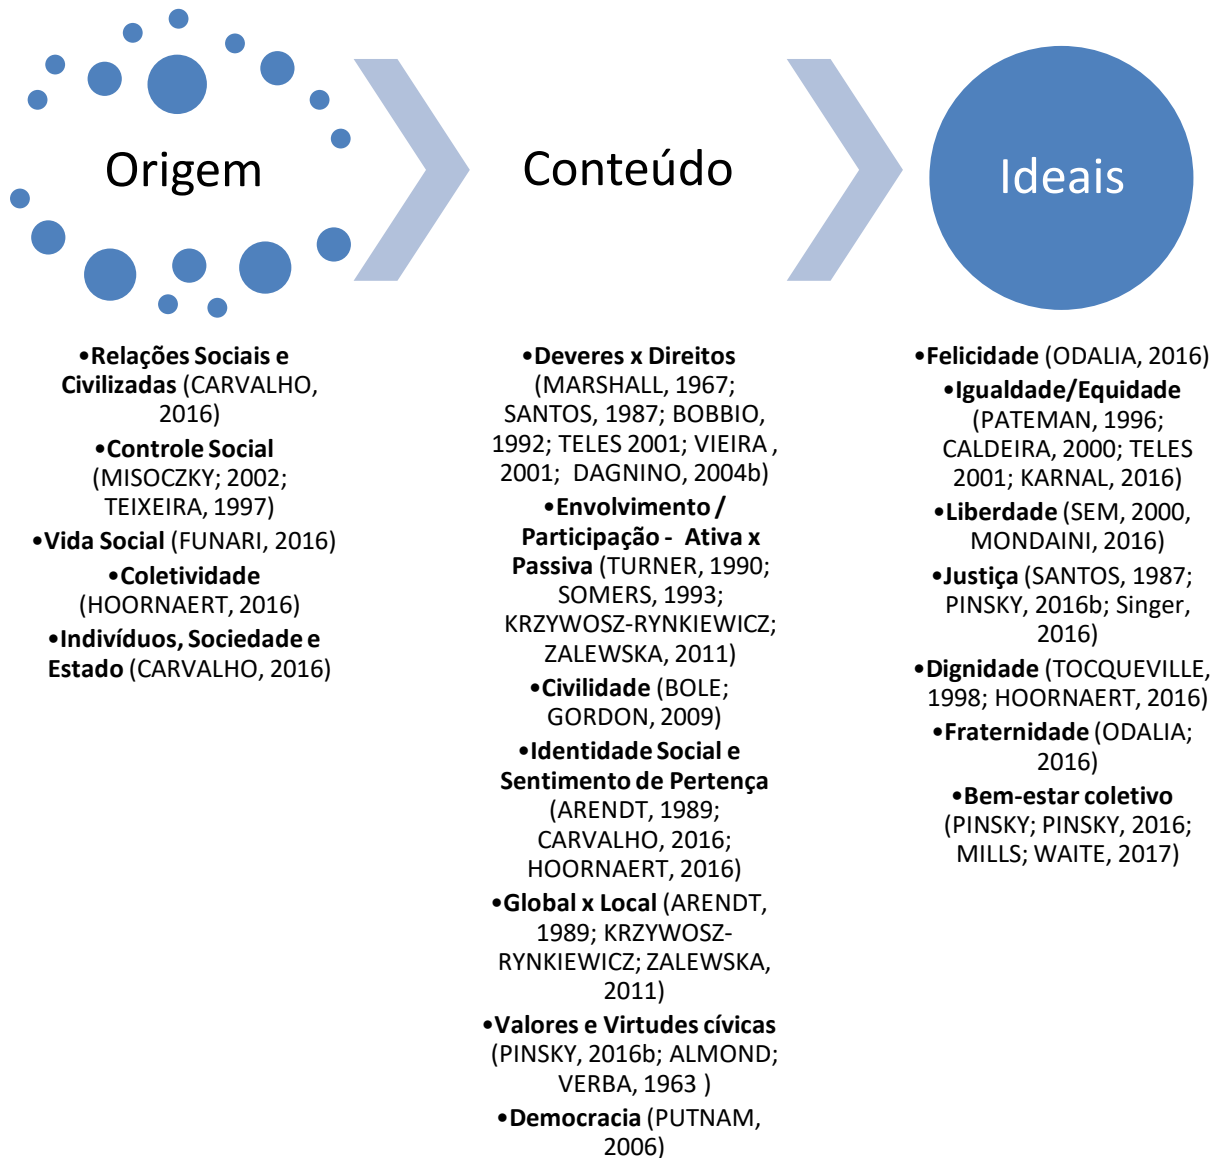 Origem
•Relações Sociais e
Civilizadas (CARVALHO,
2016)
•Controle Social
(MISOCZKY; 2002;
TEIXEIRA, 1997)
•Vida Social (FUNARI, 2016)
•Coletividade
(HOORNAERT, 2016)
•Indivíduos, Sociedade e
Estado (CARVALHO, 2016)
Conteúdo
•Deveres x Direitos
(MARSHALL, 1967;
SANTOS, 1987; BOBBIO,
1992; TELES 2001; VIEIRA ,
2001; DAGNINO, 2004b)
•Envolvimento /
Participação - Ativa x
Passiva (TURNER, 1990;
SOMERS, 1993;
KRZYWOSZ-RYNKIEWICZ;
ZALEWSKA, 2011)
•Civilidade (BOLE;
GORDON, 2009)
•Identidade Social e
Sentimento de Pertença
(ARENDT, 1989;
CARVALHO, 2016;
HOORNAERT, 2016)
•Global x Local (ARENDT,
1989; KRZYWOSZ-
RYNKIEWICZ; ZALEWSKA,
2011)
•Valores e Virtudes cívicas
(PINSKY, 2016b; ALMOND;
VERBA, 1963 )
•Democracia (PUTNAM,
2006)
Ideais
•Felicidade (ODALIA, 2016)
•Igualdade/Equidade
(PATEMAN, 1996;
CALDEIRA, 2000; TELES
2001; KARNAL, 2016)
•Liberdade (SEM, 2000,
MONDAINI, 2016)
•Justiça (SANTOS, 1987;
PINSKY, 2016b; Singer,
2016)
•Dignidade (TOCQUEVILLE,
1998; HOORNAERT, 2016)
•Fraternidade (ODALIA;
2016)
•Bem-estar coletivo
(PINSKY; PINSKY, 2016;
MILLS; WAITE, 2017)